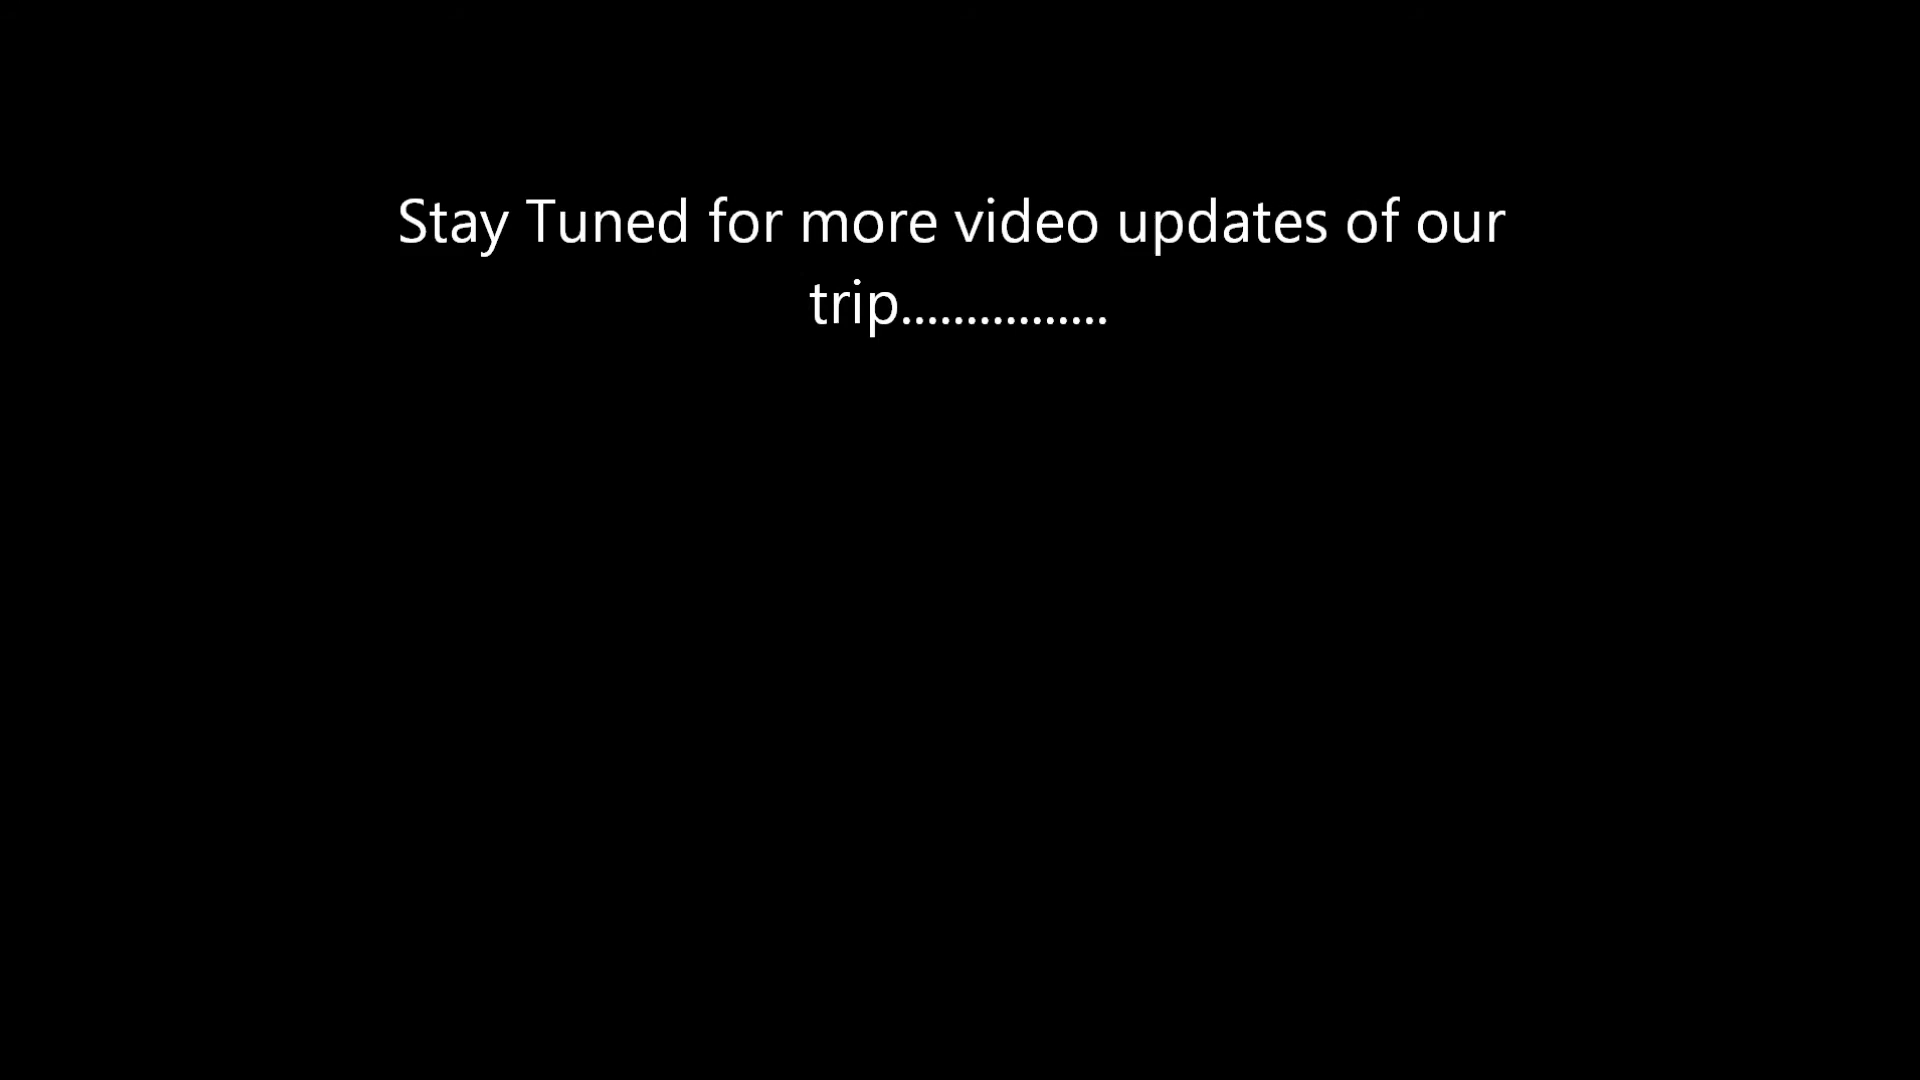 Stay Tuned for more video updates of our
trip................